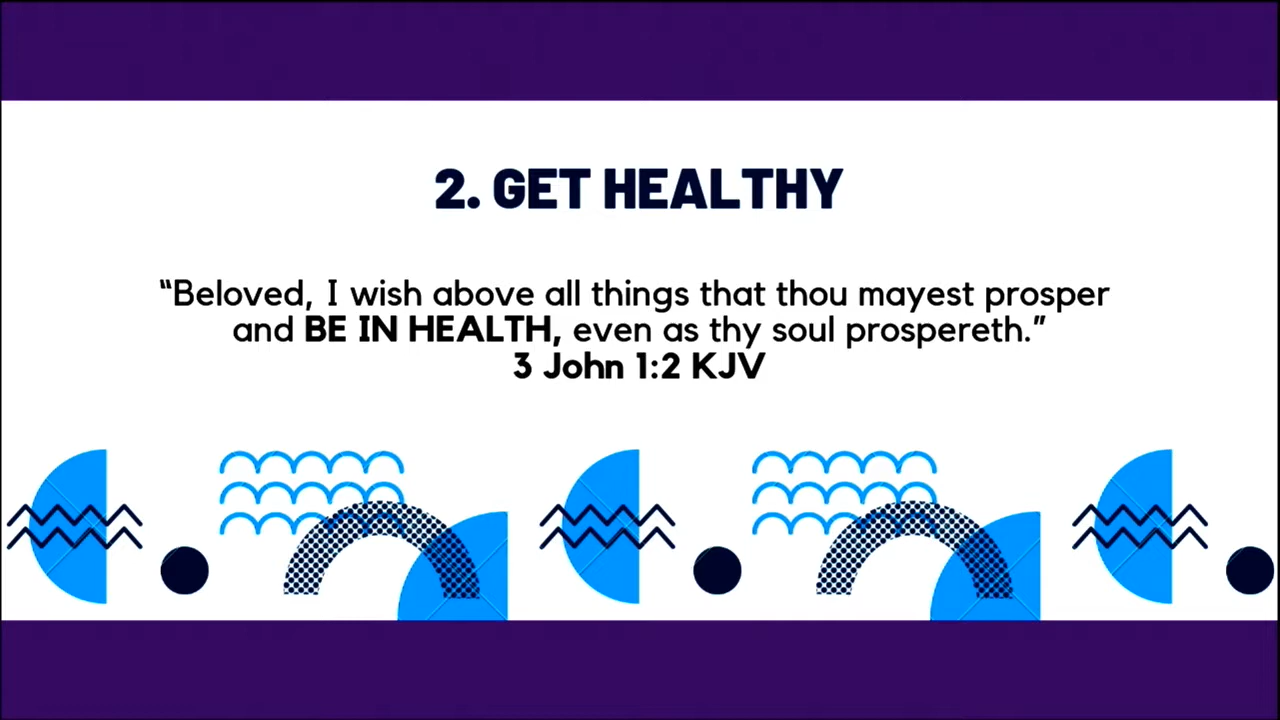 2. GET HEALTHY
“Beloved, I wish above all things that thou mayest prosper
and BE IN HEALTH, even as thy soul prospereth.”
3 John 1:2 KJV